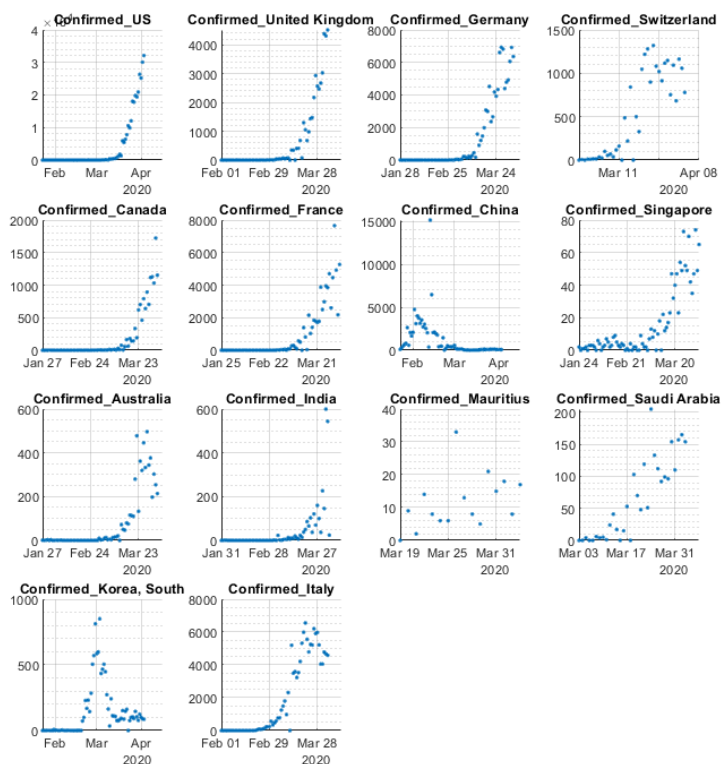 Confirmed_US
Confirmed_United Kingdom
Confirmed_Germany
Confirmed_Switzerland
4
3
2
1
0
Feb
Mar
Apr
2020
4000
3000
2000
1000
0
Feb 01
Feb 29
Mar 28
2020
8000
6000
4000
2000
0
Jan 28
Feb 25
Mar 24
2020
1500
1000
500
0
Mar 11
Apr 08
2020
Confirmed_Canada
Confirmed_France
Confirmed_China
Confirmed_Singapore
2000
1500
1000
500
0
Jan 27
Feb 24
Mar 23
2020
8000
6000
4000
2000
0
Jan 25
Feb 22
Mar 21
2020
15000
10000
5000
0
Feb
Mar
Apr
2020
80
60
40
20
0
Jan 24
Feb 21
Mar 20
2020
Confirmed_Australia
Confirmed_India
Confirmed_Mauritius
Confirmed_Saudi Arabia
600
400
200
0
Jan 27
Feb 24
Mar 23
2020
600
400
200
0
Jan 31
Feb 28
Mar 27
2020
40
30
20
10
0
Mar 19
Mar 25
Mar 31
2020
200
150
100
50
0
Mar 03
Mar 17
Mar 31
2020
Confirmed_Korea, South
Confirmed_Italy
1000
500
0
Feb
Mar
Apr
2020
8000
6000
4000
2000
0
Feb 01
Feb 29
Mar 28
2020